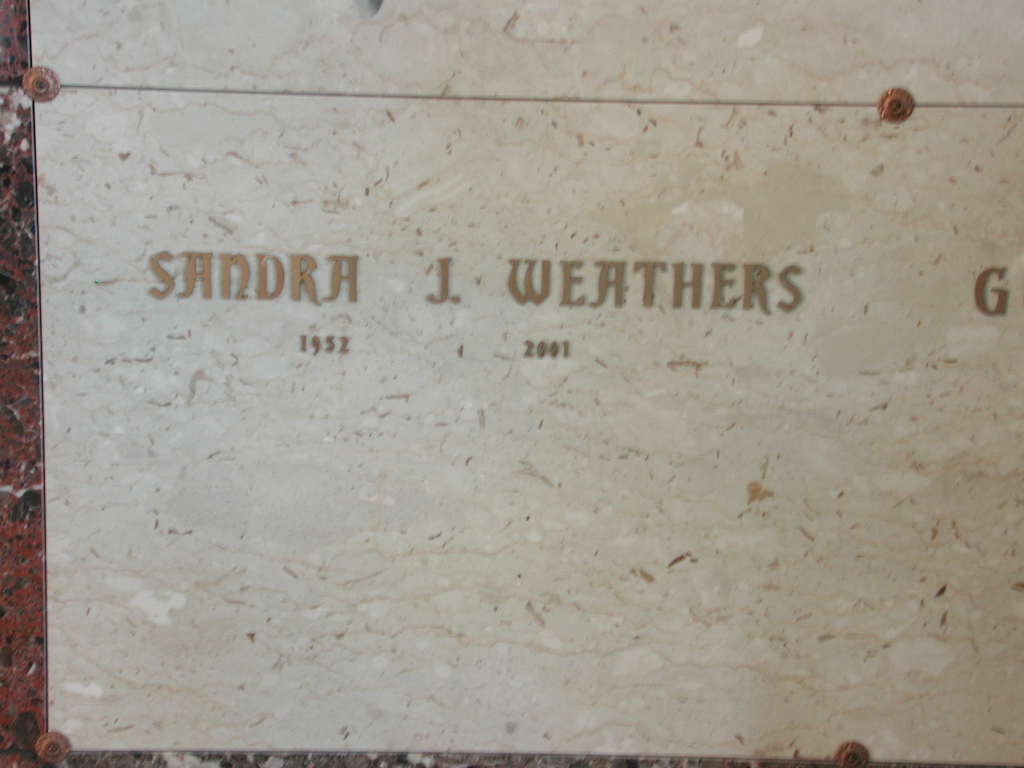 SANDRA J. WEATHERS G
1952 2001